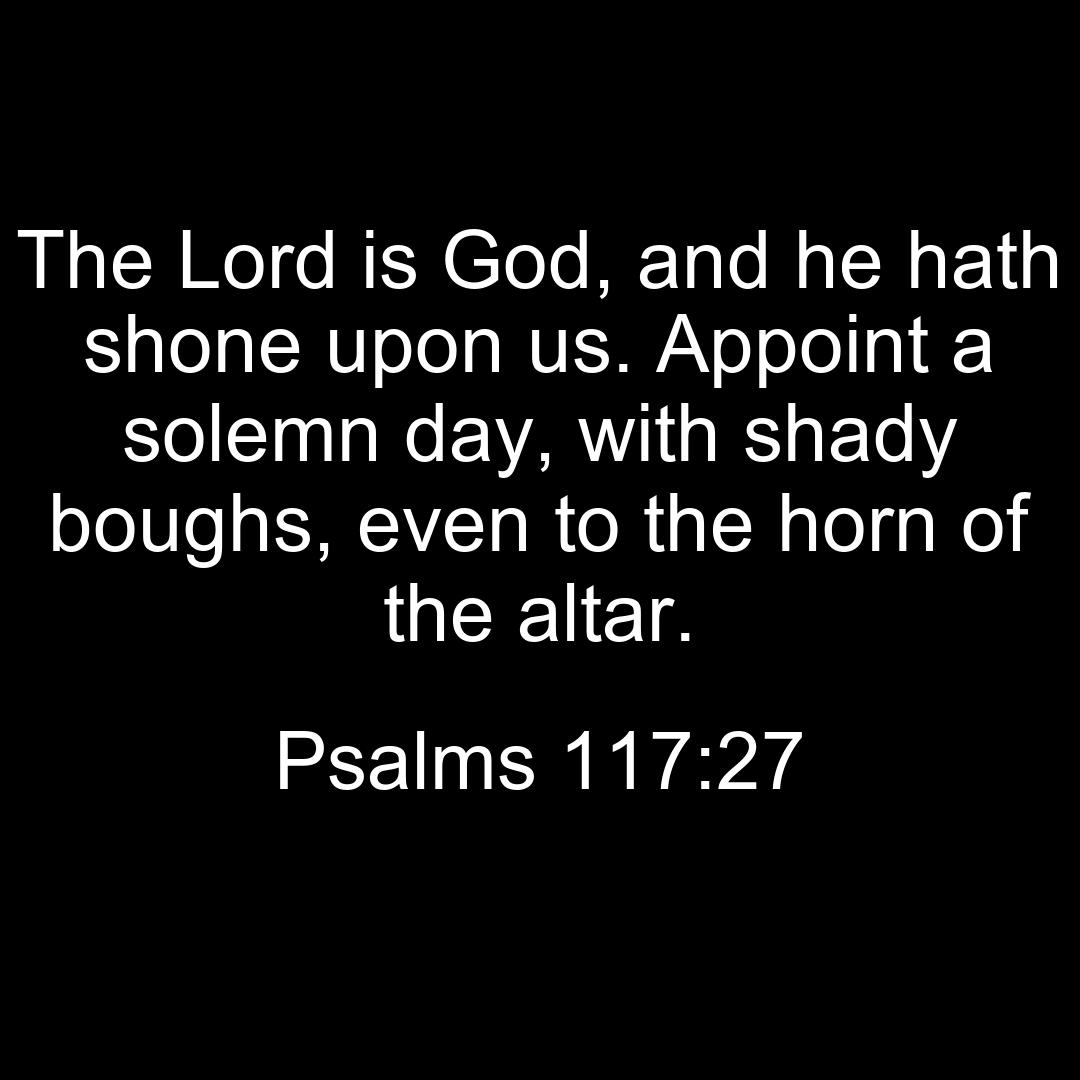 The Lord is God, and he hath
shone upon us. Appoint a
solemn day, with shady
boughs, even to the horn of
the altar.
Psalms 117:27